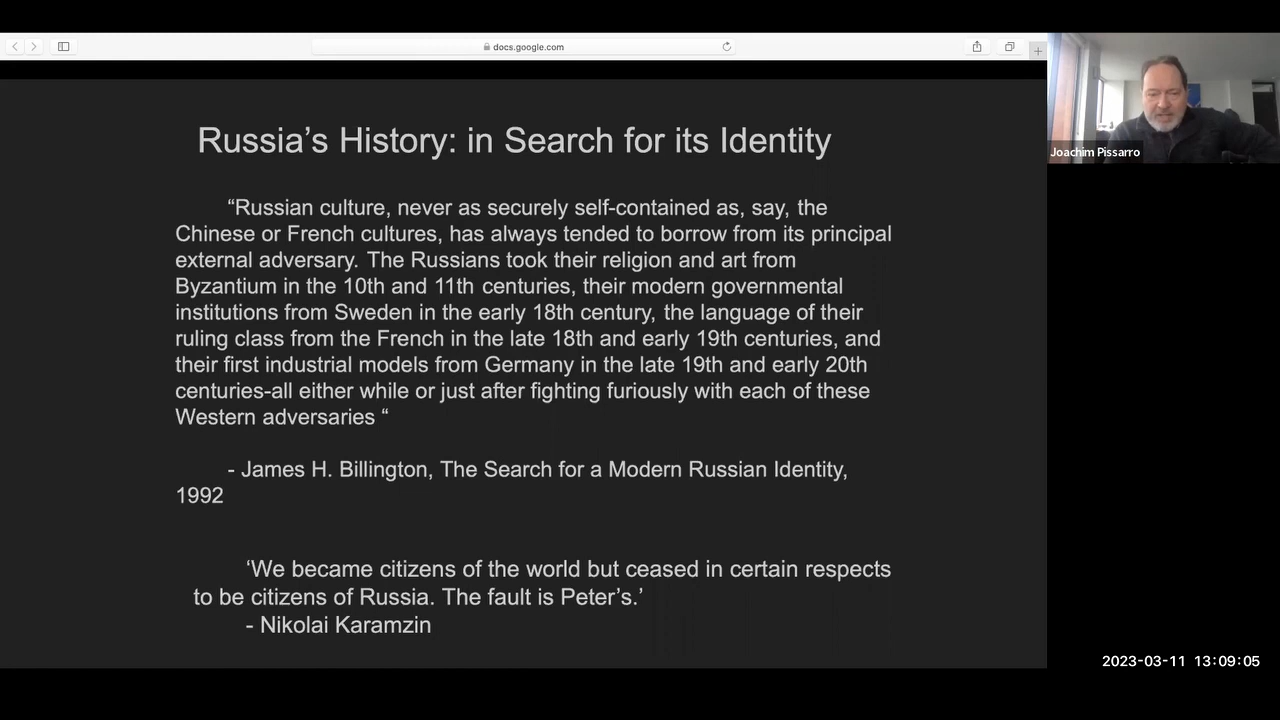 docs.google.com
Joachim Pissarro
Russia’s History: in Search for its Identity
“Russian culture, never as securely self-contained as, say, the
Chinese or French cultures, has always tended to borrow from its principal
external adversary. The Russians took their religion and art from
Byzantium in the 10th and 11th centuries, their modern governmental
institutions from Sweden in the early 18th century, the language of their
ruling class from the French in the late 18th and early 19th centuries, and
their first industrial models from Germany in the late 19th and early 20th
centuries-all either while or just after fighting furiously with each of these
Western adversaries “
- James H. Billington, The Search for a Modern Russian Identity,
1992
‘We became citizens of the world but ceased in certain respects
to be citizens of Russia. The fault is Peter’s.’
- Nikolai Karamzin
2023-03-11 13:09:05